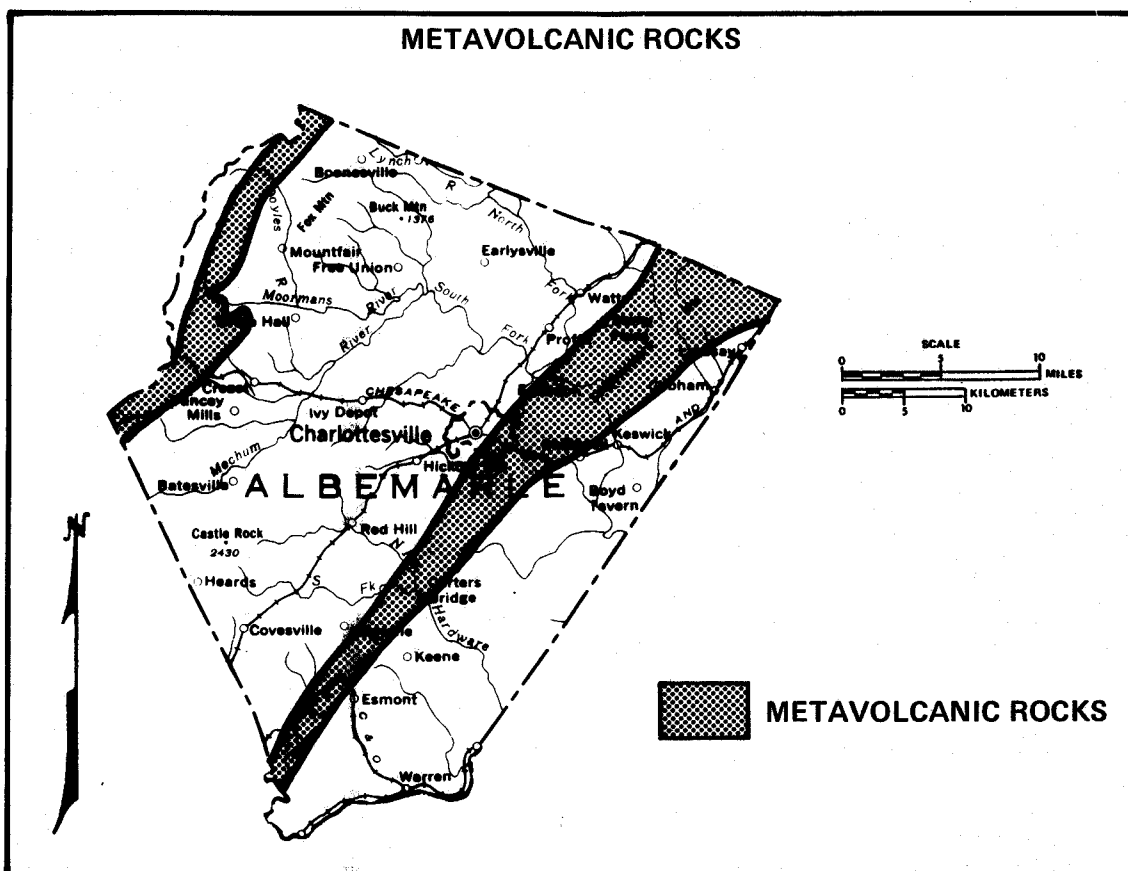 METAVOLCANIC ROCKS
Lynch
R
Boonesville
Doyles
R
Fox Mtn
Buck Mtn
1376
North
Fork
Earlysville
Mountfair
Free Union
Moormans
River
South
Fork
River
Hall
CHESAPEAKE
Mills
Ivy Depot
Charlottesville
Keswick
AND
Mechum
Batesville
ALBEMARLE
Boyd
Tavern
Castle Rock
2430
Red Hill
N
Heards
S
Fk
Hardware
Covesville
Keene
Esmont
Warren
N
SCALE
0 5 10
MILES
KILOMETERS
0 5 10
METAVOLCANIC ROCKS